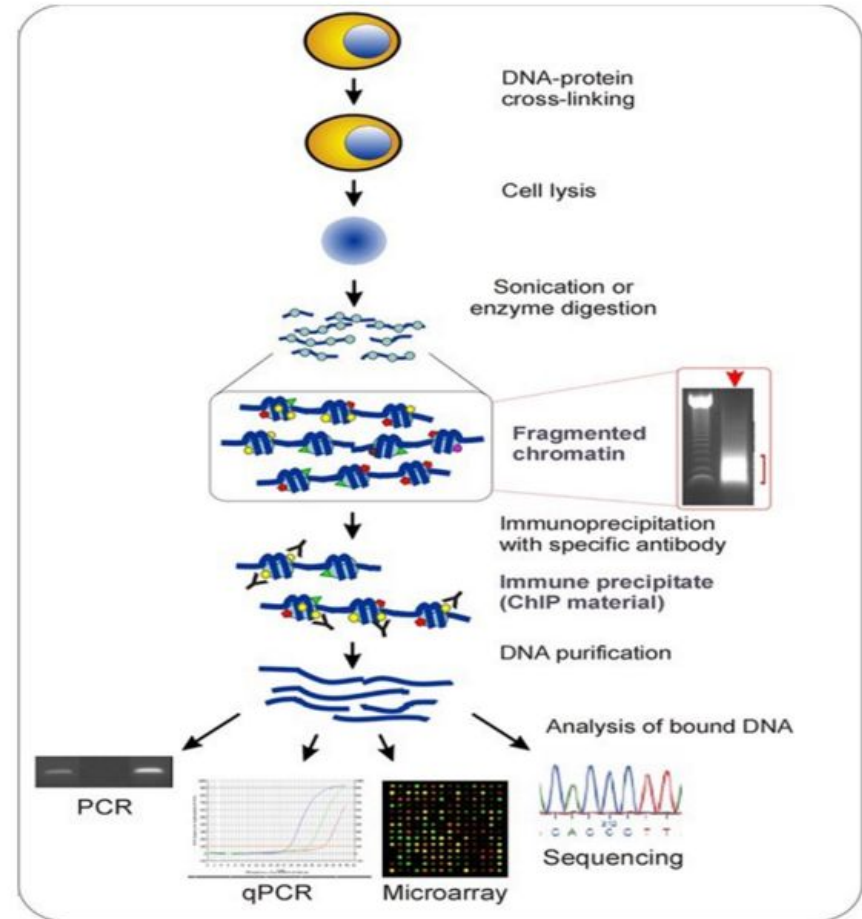 DNA-protein
cross-linking
Cell lysis
Sonication or
enzyme digestion
Fragmented
chromatin
Immunoprecipitation
with specific antibody
Immune precipitate
(ChIP material)
DNA purification
Analysis of bound DNA
PCR
qPCR
Microarray
G A G C G T T
Sequencing